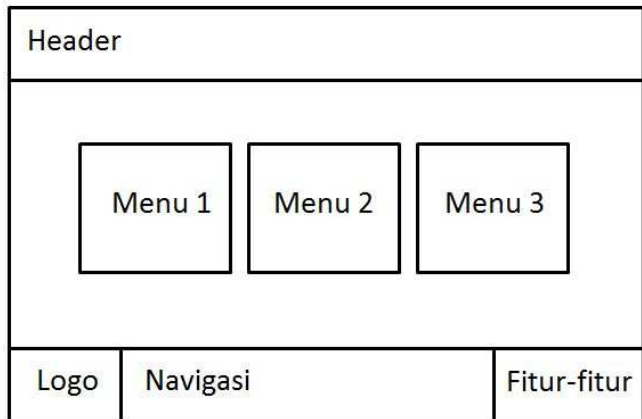 Header
Menu 1
Menu 2
Menu 3
Logo
Navigasi
Fitur-fitur